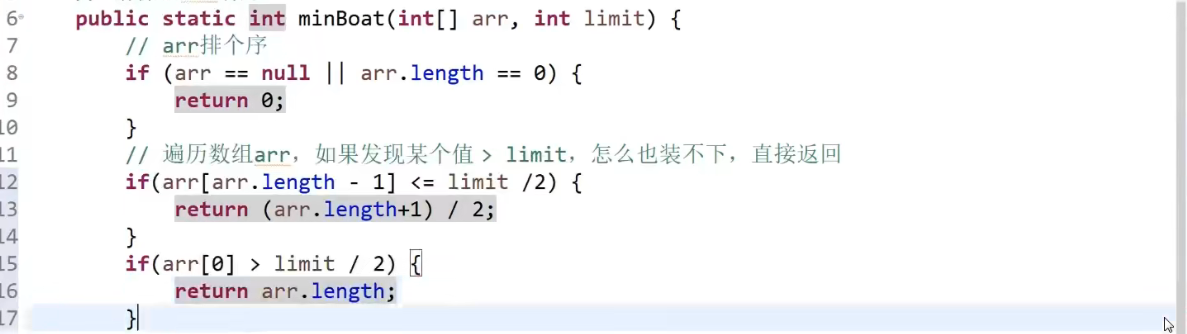 6 public static int minBoat(int[] arr, int limit) {
7 // arr排个序
8 if (arr == null || arr.length == 0) {
9 return 0;
10 }
11 // 遍历数组arr，如果发现某个值 > limit，怎么也装不下，直接返回
12 if(arr[arr.length - 1] <= limit /2) {
13 return (arr.length+1) / 2;
14 }
15 if(arr[0] > limit / 2) {
16 return arr.length;
17 }